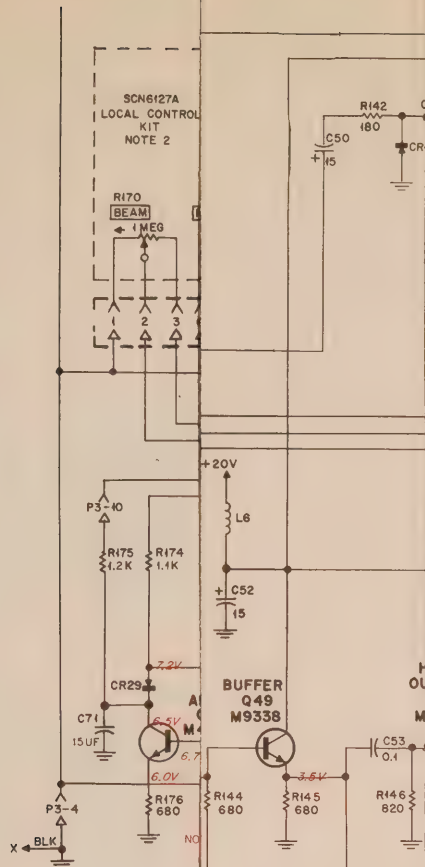 SCN6127A
LOCAL CONTROL
KIT
NOTE 2
R170
BEAM
1 MEG
1 2 3
P3-10
R175
1.2K
R174
1.1K
7.2V
CR29
6.5V
C71
15UF
6.0V
R176
680
P3-4
X BLK
NO
R142
180
C50
+
15
+20V
L6
+ C52
15
BUFFER
Q49
M9338
3.5V
C53
0.1
R144
680
R145
680
R146
820